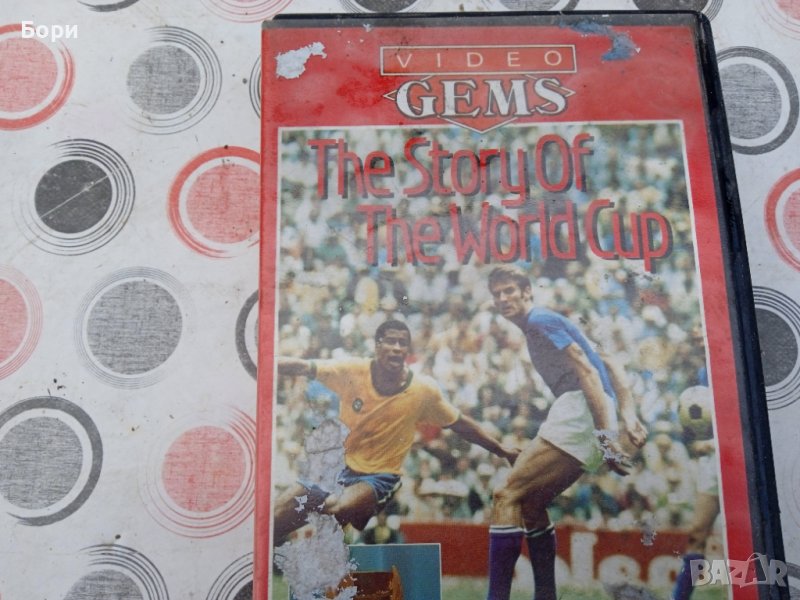 Бори
VIDEO
GEMS
The Story Of
The World Cup
BAZAR